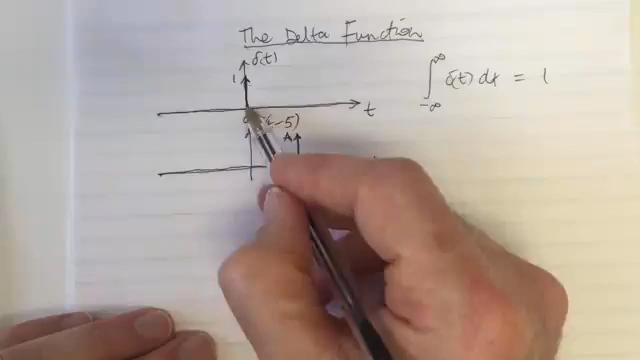 The Delta Function
δ(t)
1
t
∫_{-∞}^{∞} δ(t) dt = 1
-5)
A